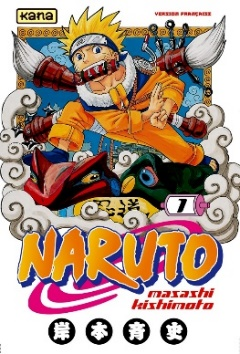 KANA
VERSION FRANÇAISE
1
NARUTO
masashi
kishimoto
岸本斉史